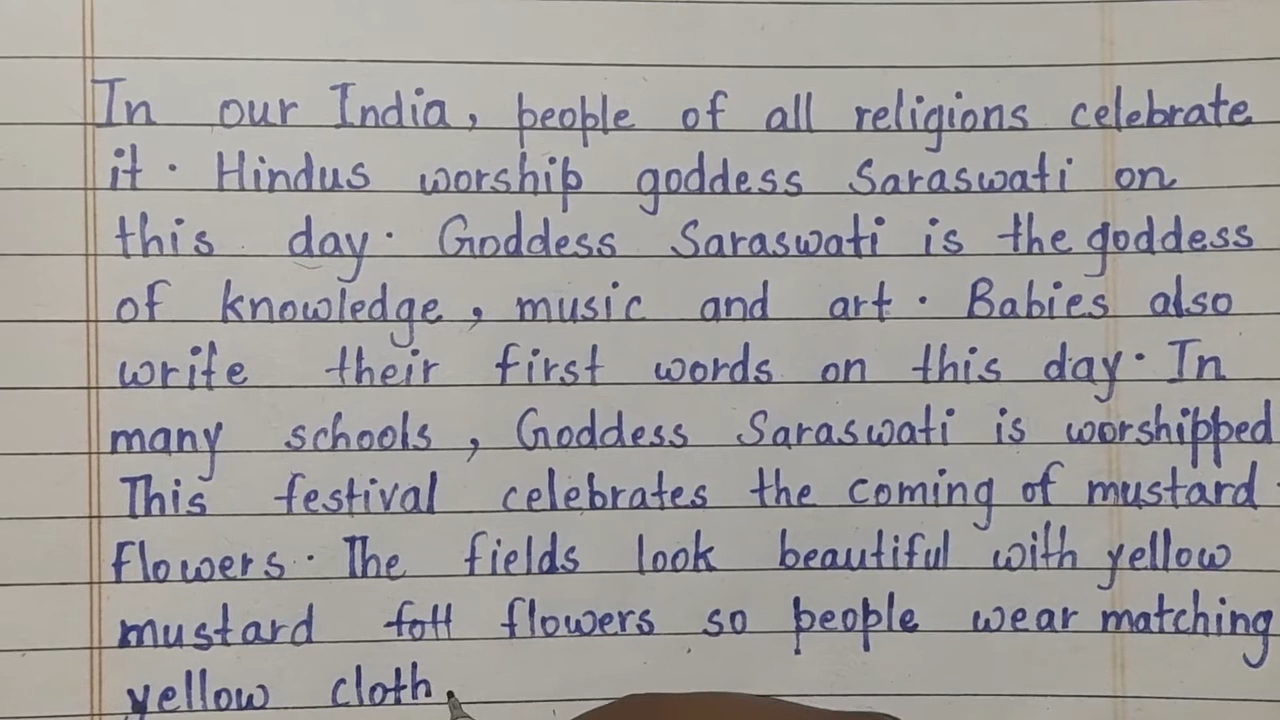 In our India, people of all religions celebrate
it. Hindus worship goddess Saraswati on
this day. Goddess Saraswati is the goddess
of knowledge, music and art. Babies also
write their first words on this day. In
many schools, Goddess Saraswati is worshipped
This festival celebrates the coming of mustard
flowers. The fields look beautiful with yellow
mustard flowers so people wear matching
yellow cloth